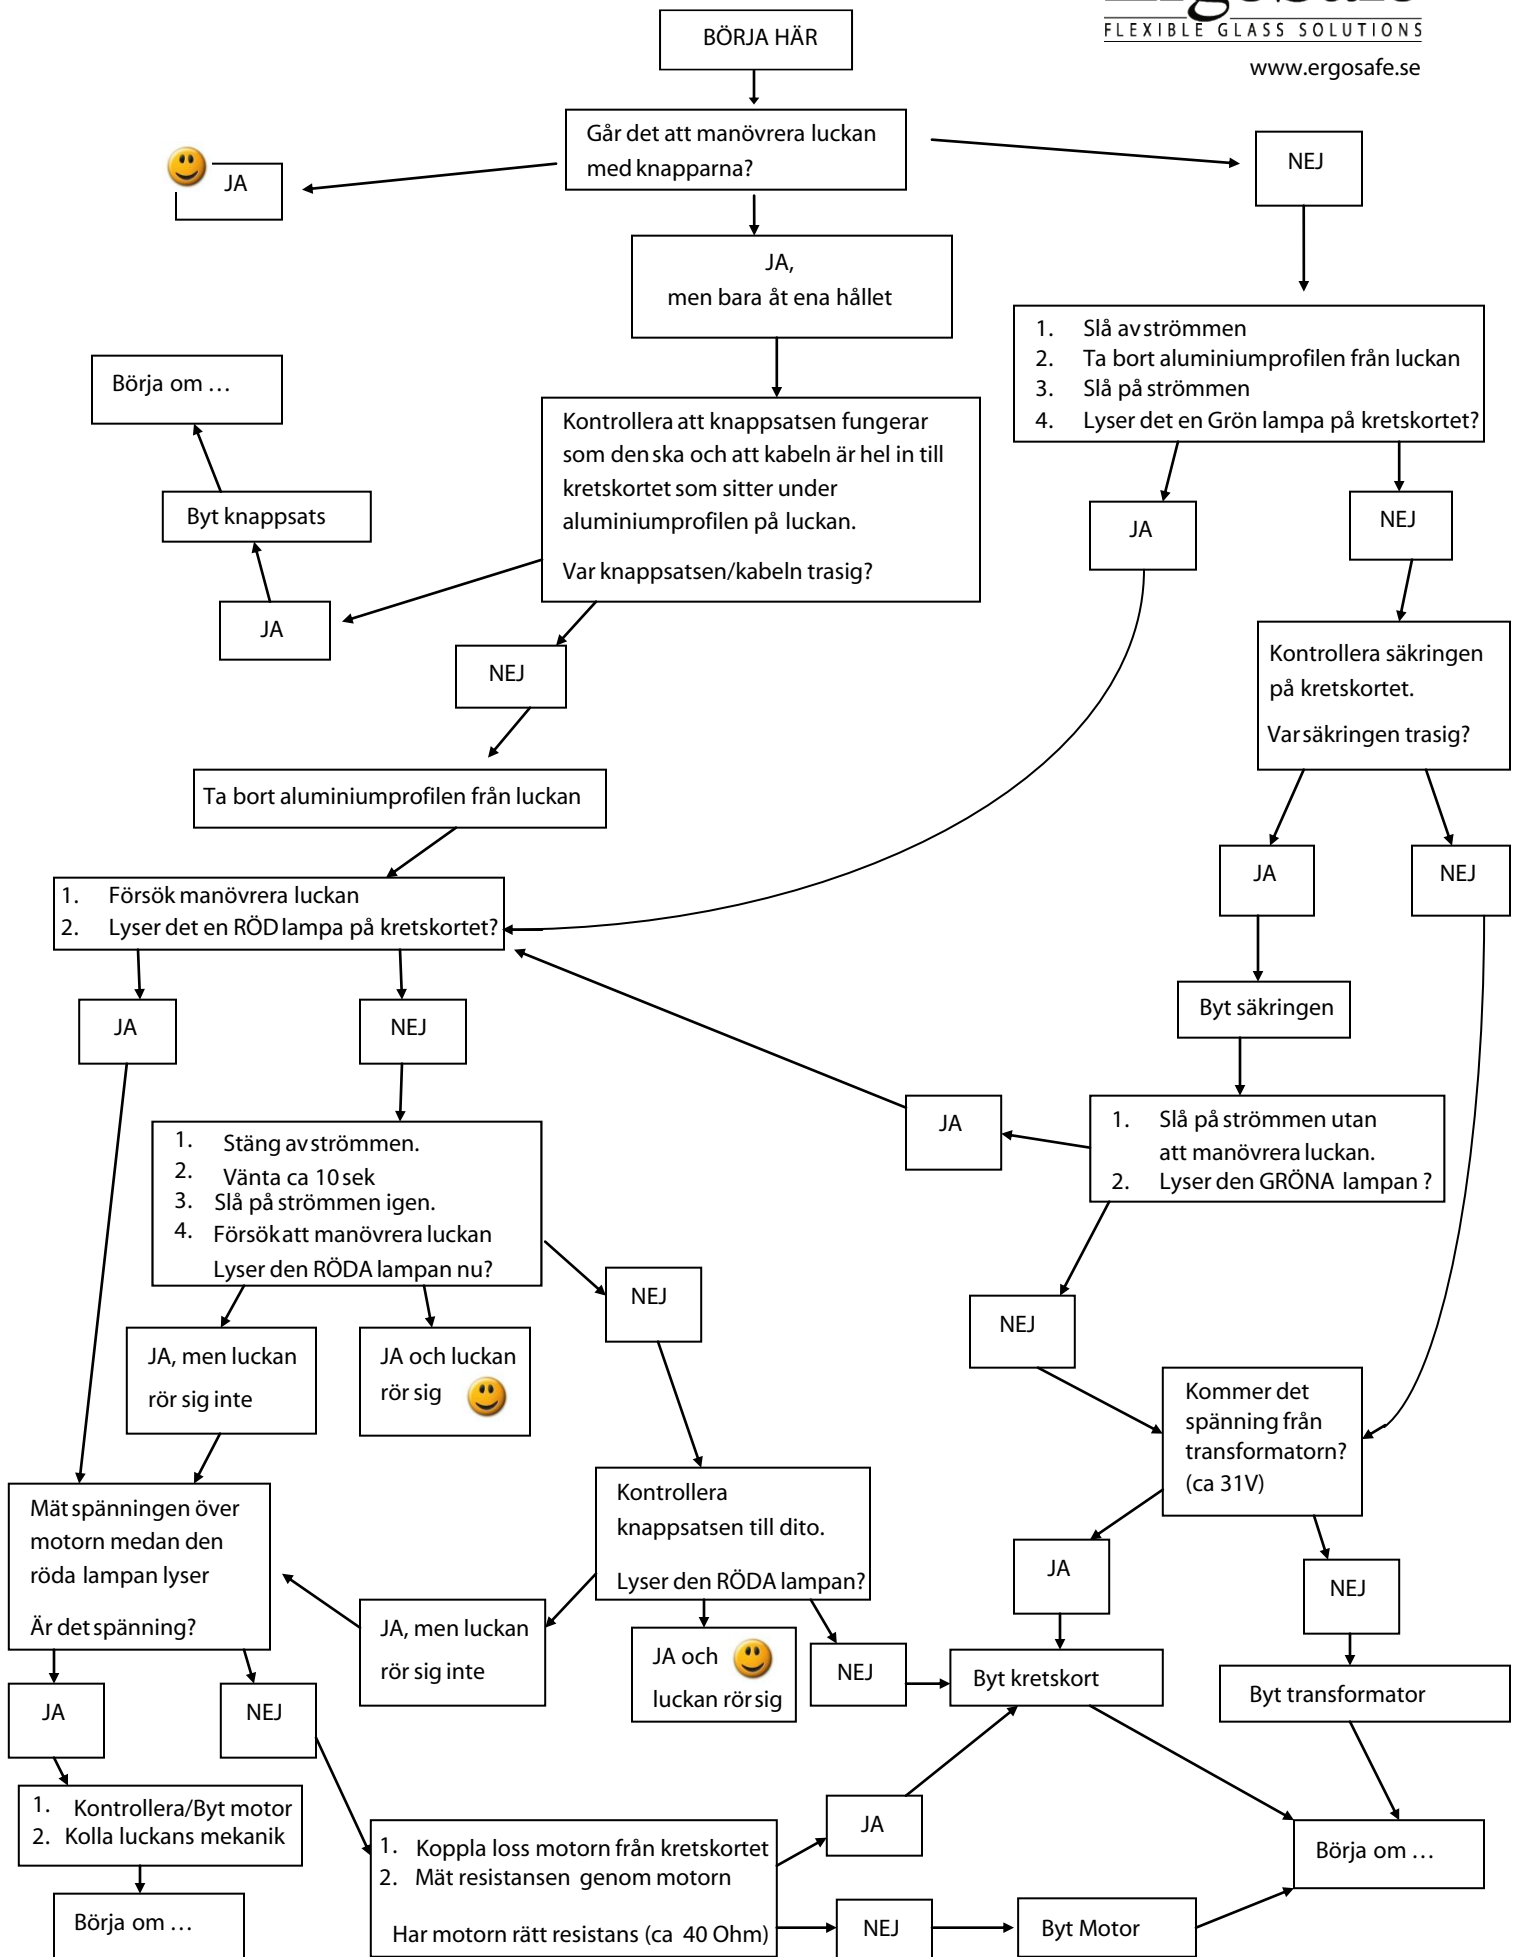 FLEXIBLE GLASS SOLUTIONS
www.ergosafe.se
BÖRJA HÄR
Går det att manövrera luckan
med knapparna?
JA
NEJ
JA,
men bara åt ena hållet
1. Slå av strömmen
2. Ta bort aluminiumprofilen från luckan
3. Slå på strömmen
4. Lyser det en Grön lampa på kretskortet?
Börja om ...
Kontrollera att knappsatsen fungerar
som den ska och att kabeln är hel in till
kretskortet som sitter under
aluminiumprofilen på luckan.
Var knappsatsen/kabeln trasig?
Byt knappsats
JA
NEJ
JA
NEJ
Kontrollera säkringen
på kretskortet.
Var säkringen trasig?
Ta bort aluminiumprofilen från luckan
JA
NEJ
1. Försök manövrera luckan
2. Lyser det en RÖD lampa på kretskortet?
JA
NEJ
Byt säkringen
JA
1. Slå på strömmen utan
att manövrera luckan.
2. Lyser den GRÖNA lampan ?
1. Stäng av strömmen.
2. Vänta ca 10 sek
3. Slå på strömmen igen.
4. Försök att manövrera luckan
Lyser den RÖDA lampan nu?
NEJ
NEJ
JA, men luckan
rör sig inte
JA och luckan
rör sig
Kommer det
spänning från
transformatorn?
(ca 31V)
Mät spänningen över
motorn medan den
röda lampan lyser
Är det spänning?
Kontrollera
knappsatsen till dito.
Lyser den RÖDA lampan?
JA
NEJ
JA, men luckan
rör sig inte
JA och
luckan rör sig
NEJ
Byt kretskort
Byt transformator
JA
NEJ
1. Kontrollera/Byt motor
2. Kolla luckans mekanik
JA
1. Koppla loss motorn från kretskortet
2. Mät resistansen genom motorn
Har motorn rätt resistans (ca 40 Ohm)
Börja om ...
Börja om ...
NEJ
Byt Motor